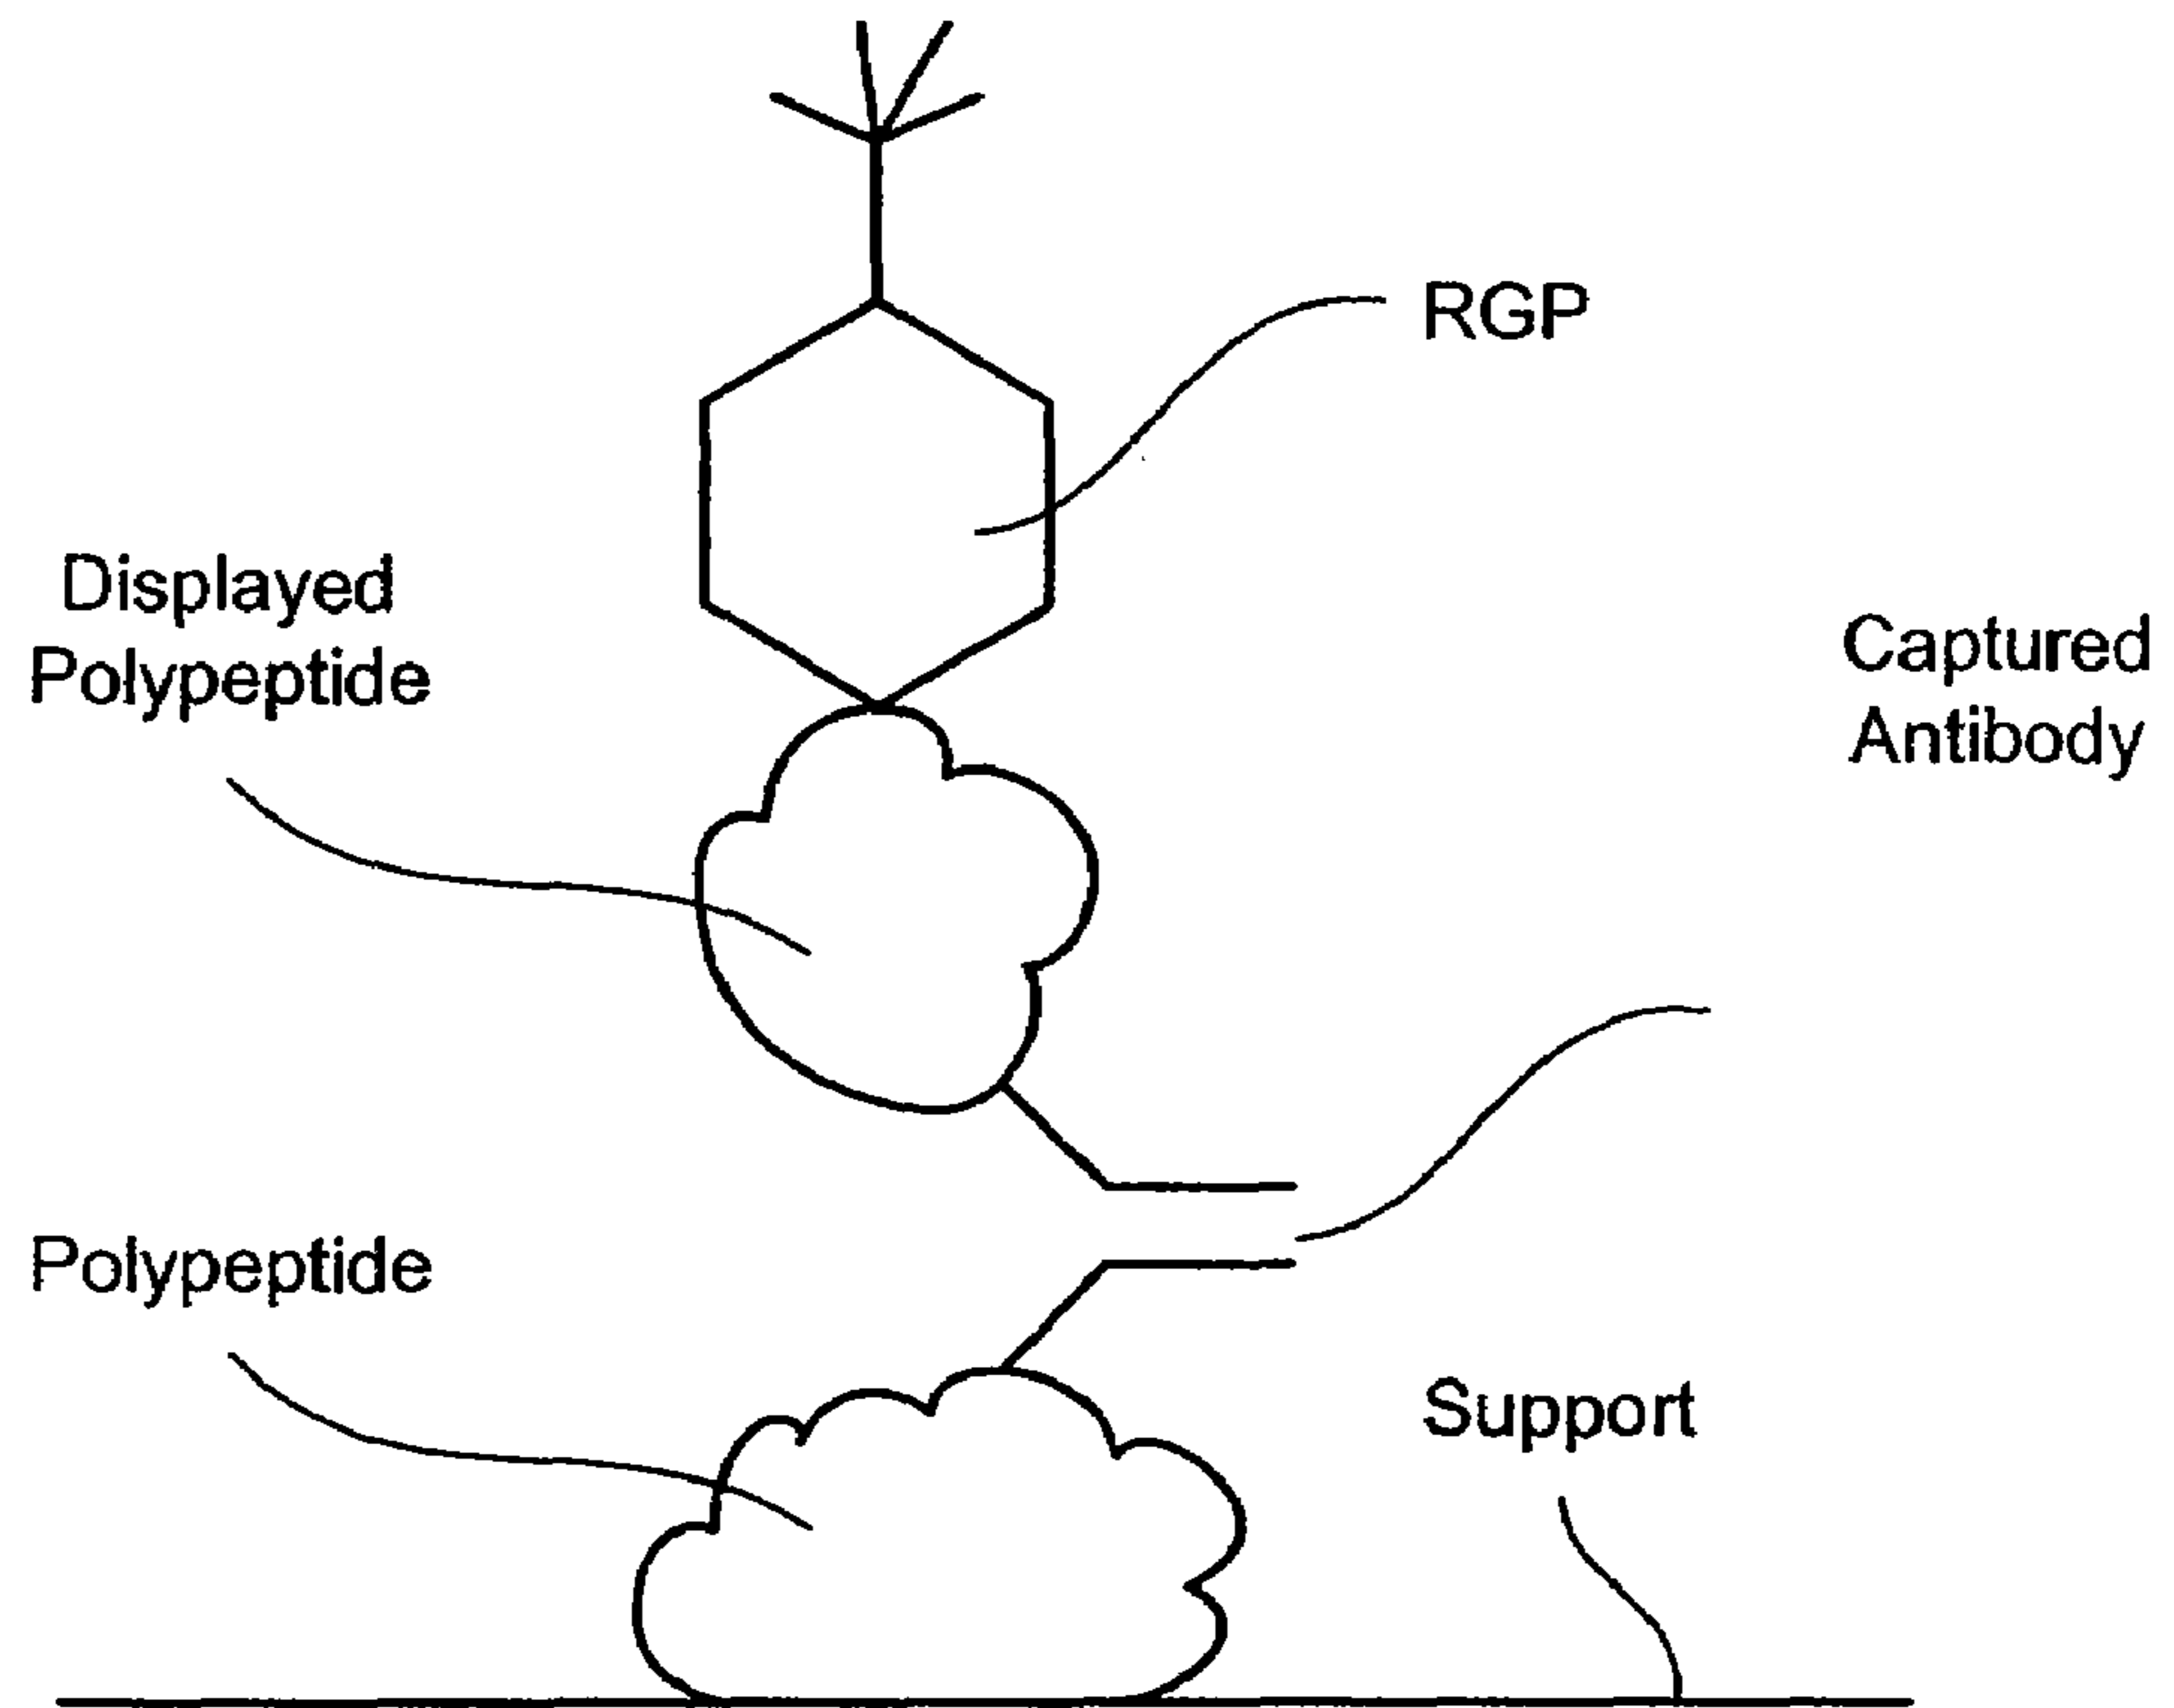 RGP
Displayed
Polypeptide
Captured
Antibody
Polypeptide
Support